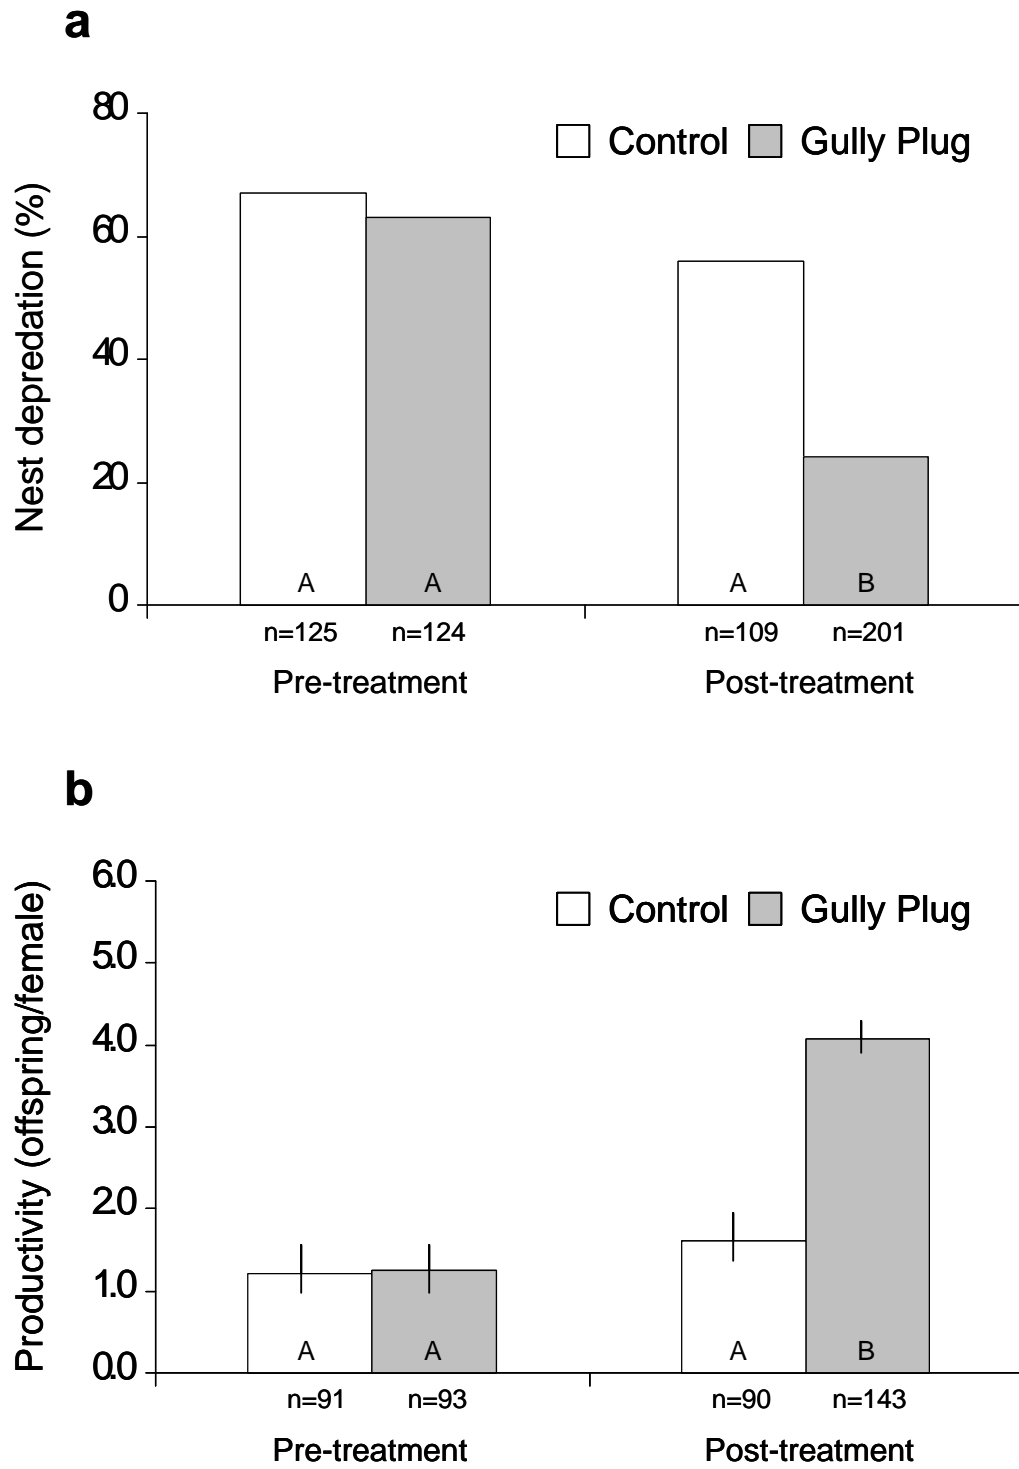 a
80
Control Gully Plug
60
40
20
0
Nest depredation (%)
A A A B
n=125 n=124 n=109 n=201
Pre-treatment Post-treatment
b
6.0
Control Gully Plug
5.0
4.0
3.0
2.0
1.0
0.0
Productivity (offspring/female)
A A A B
n=91 n=93 n=90 n=143
Pre-treatment Post-treatment